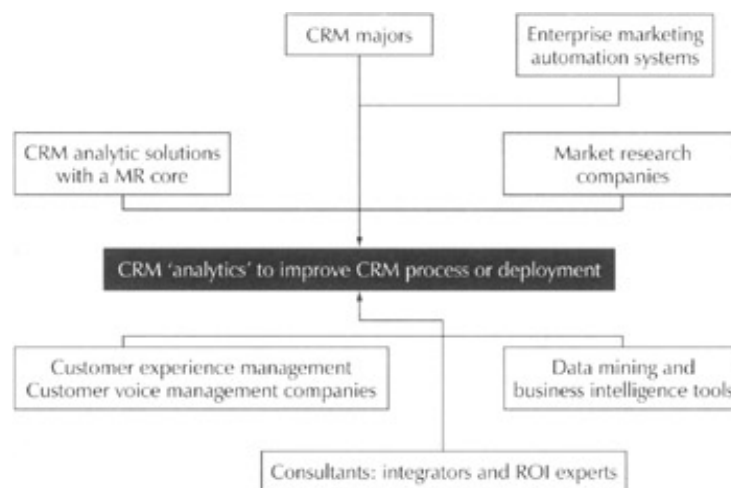 CRM majors
Enterprise marketing
automation systems
CRM analytic solutions
with a MR core
Market research
companies
CRM ‘analytics’ to improve CRM process or deployment
Customer experience management
Customer voice management companies
Data mining and
business intelligence tools
Consultants: integrators and ROI experts